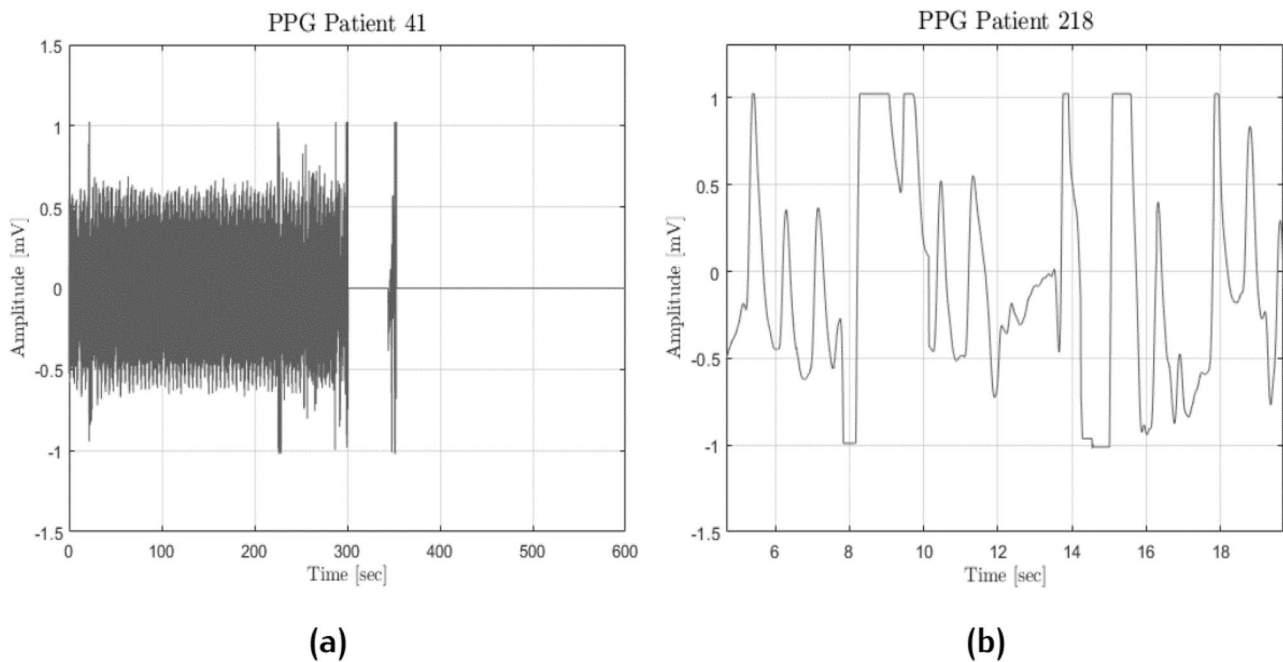 PPG Patient 41
1.5
1
0.5
0
-0.5
-1
-1.5
Amplitude [mV]
0 100 200 300 400 500 600
Time [sec]
(a)
PPG Patient 218
1
0.5
0
-0.5
-1
-1.5
Amplitude [mV]
6 8 10 12 14 16 18
Time [sec]
(b)